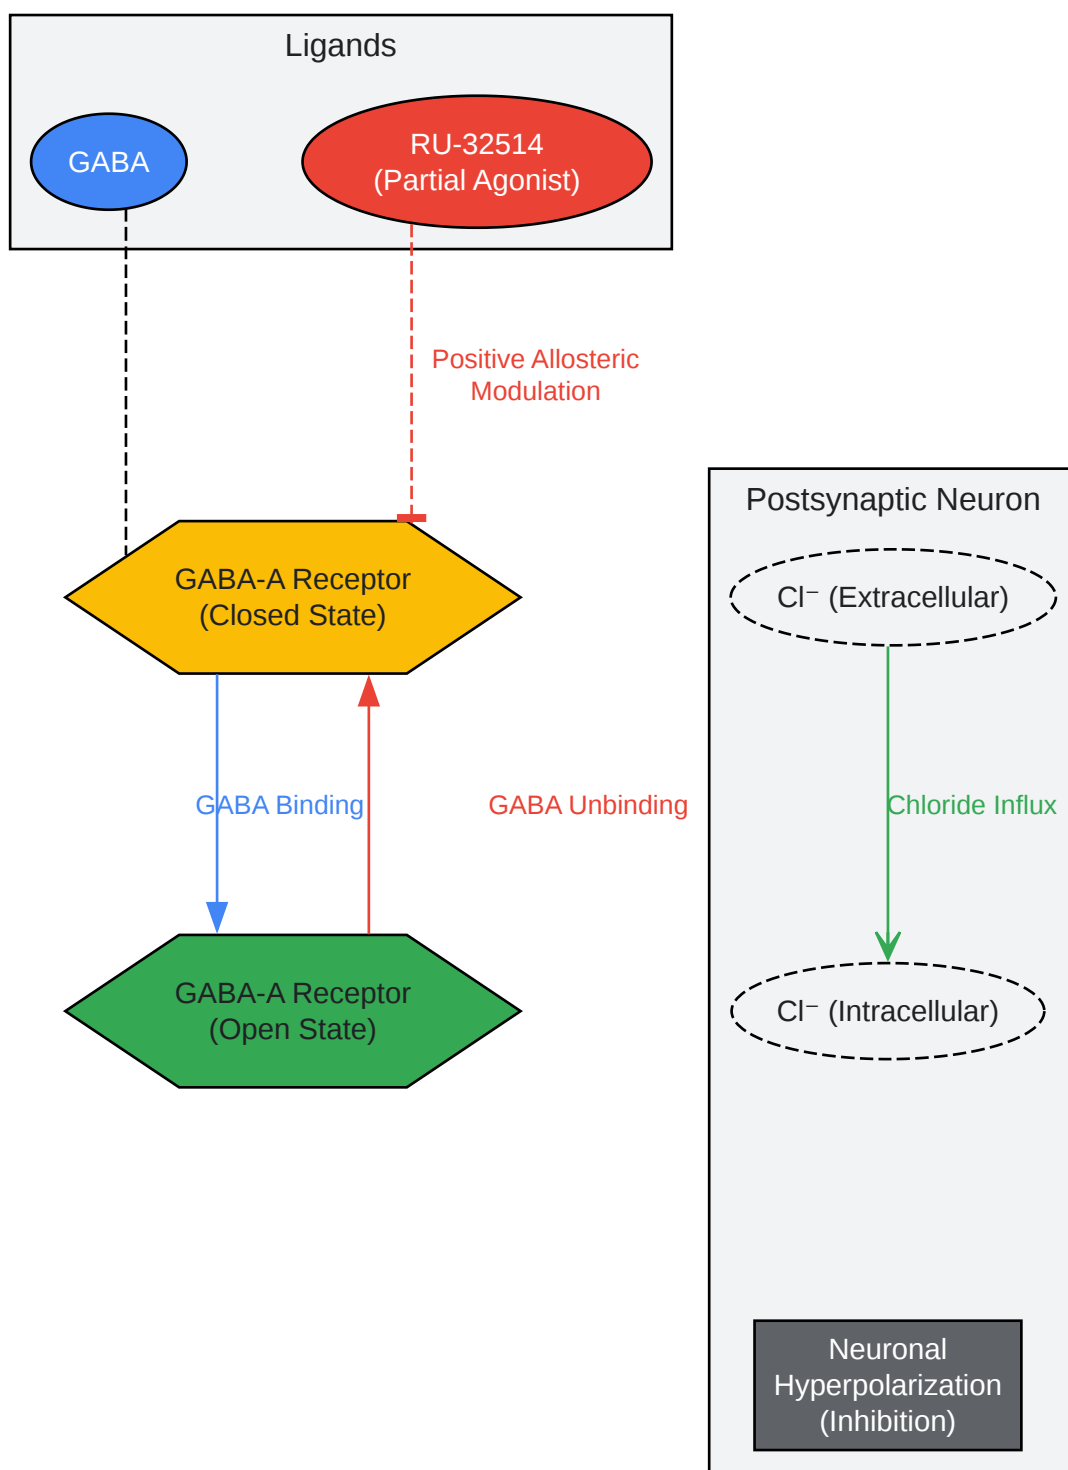 Ligands
GABA
RU-32514
(Partial Agonist)
Positive Allosteric
Modulation
Postsynaptic Neuron
GABA-A Receptor
(Closed State)
Cl⁻ (Extracellular)
GABA Binding
GABA Unbinding
Chloride Influx
GABA-A Receptor
(Open State)
Cl⁻ (Intracellular)
Neuronal
Hyperpolarization
(Inhibition)